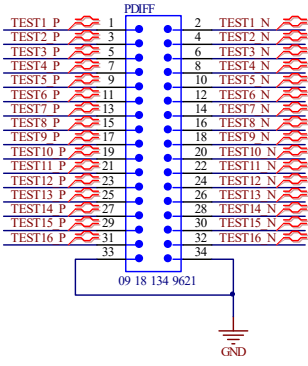 PDIFF
TEST1 P 1 2 TEST1 N
TEST2 P 3 4 TEST2 N
TEST3 P 5 6 TEST3 N
TEST4 P 7 8 TEST4 N
TEST5 P 9 10 TEST5 N
TEST6 P 11 12 TEST6 N
TEST7 P 13 14 TEST7 N
TEST8 P 15 16 TEST8 N
TEST9 P 17 18 TEST9 N
TEST10 P 19 20 TEST10 N
TEST11 P 21 22 TEST11 N
TEST12 P 23 24 TEST12 N
TEST13 P 25 26 TEST13 N
TEST14 P 27 28 TEST14 N
TEST15 P 29 30 TEST15 N
TEST16 P 31 32 TEST16 N
33 34
09 18 134 9621
GND